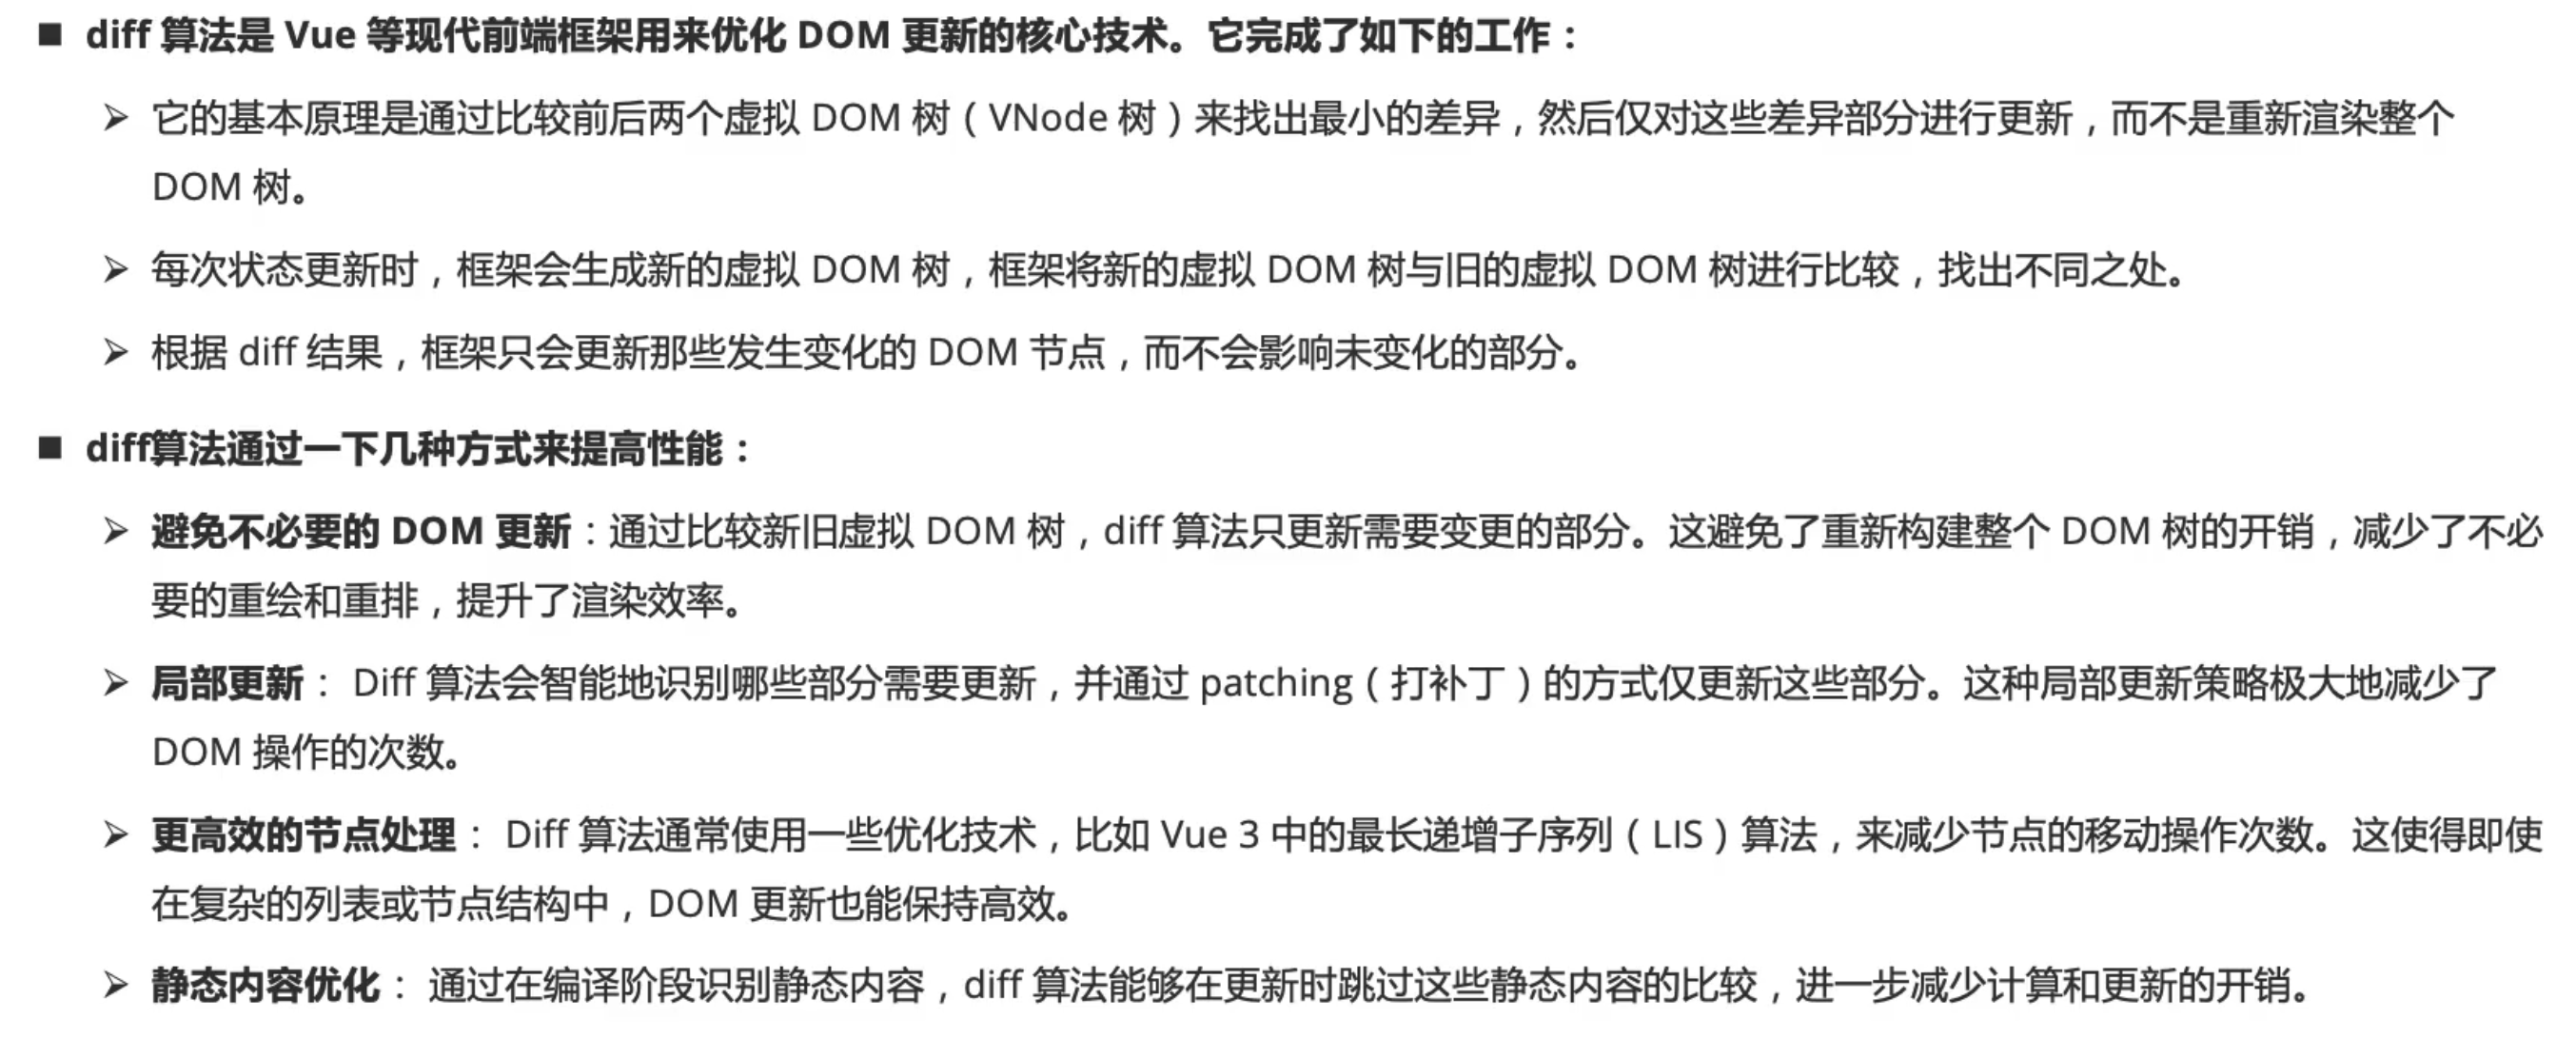 ■ diff 算法是 Vue 等现代前端框架用来优化 DOM 更新的核心技术。它完成了如下的工作：
➢ 它的基本原理是通过比较前后两个虚拟 DOM 树（VNode 树）来找出最小的差异，然后仅对这些差异部分进行更新，而不是重新渲染整个
DOM 树。
➢ 每次状态更新时，框架会生成新的虚拟 DOM 树，框架将新的虚拟 DOM 树与旧的虚拟 DOM 树进行比较，找出不同之处。
➢ 根据 diff 结果，框架只会更新那些发生变化的 DOM 节点，而不会影响未变化的部分。
■ diff算法通过一下几种方式来提高性能：
➢ 避免不必要的 DOM 更新：通过比较新旧虚拟 DOM 树，diff 算法只更新需要变更的部分。这避免了重新构建整个 DOM 树的开销，减少了不必
要的重绘和重排，提升了渲染效率。
➢ 局部更新： Diff 算法会智能地识别哪些部分需要更新，并通过 patching（打补丁）的方式仅更新这些部分。这种局部更新策略极大地减少了
DOM 操作的次数。
➢ 更高效的节点处理： Diff 算法通常使用一些优化技术，比如 Vue 3 中的最长递增子序列（LIS）算法，来减少节点的移动操作次数。这使得即使
在复杂的列表或节点结构中，DOM 更新也能保持高效。
➢ 静态内容优化： 通过在编译阶段识别静态内容，diff 算法能够在更新时跳过这些静态内容的比较，进一步减少计算和更新的开销。